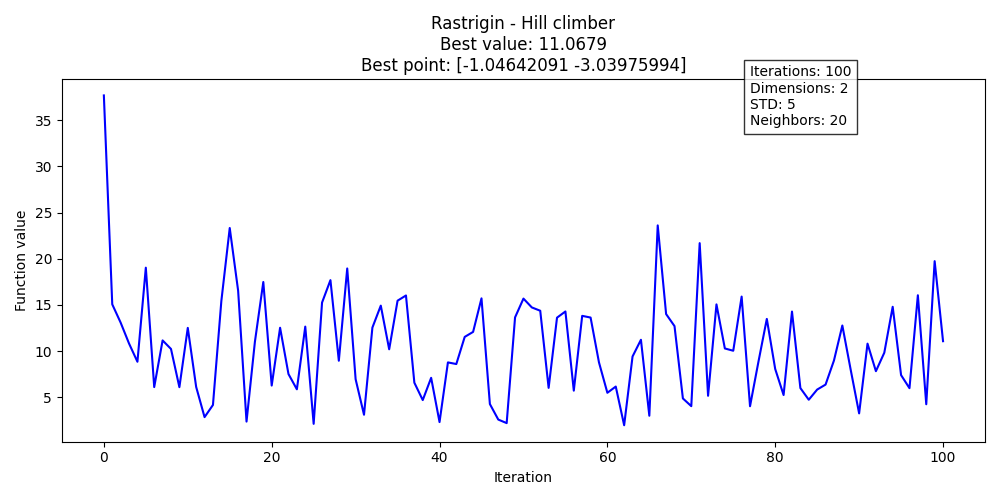 Rastrigin - Hill climber
Best value: 11.0679
Best point: [-1.04642091 -3.03975994]
Iterations: 100
Dimensions: 2
STD: 5
Neighbors: 20
Function value
35
30
25
20
15
10
5
0
20
40
60
80
100
Iteration